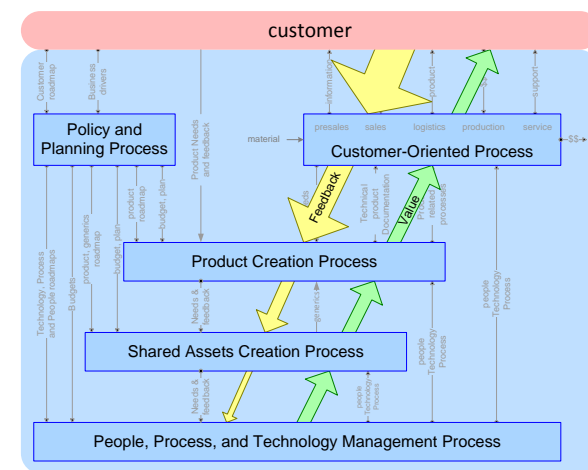 customer
Customer
roadmap
Business
drivers
Product Needs
and feedback
information
product
$$
support
Policy and
Planning Process
material
presales
sales
logistics
production
service
$$
Customer-Oriented Process
Feedback
Value
Technology, Process
and People roadmaps
Budgets
product, generics
roadmap
budget, plan
product
roadmap
budget, plan
Technical
product
Documentation
related
processes
people
Technology
Process
Product Creation Process
Needs &
feedback
generics
people
Technology
Process
Shared Assets Creation Process
Needs &
feedback
people
Technology
Process
People, Process, and Technology Management Process